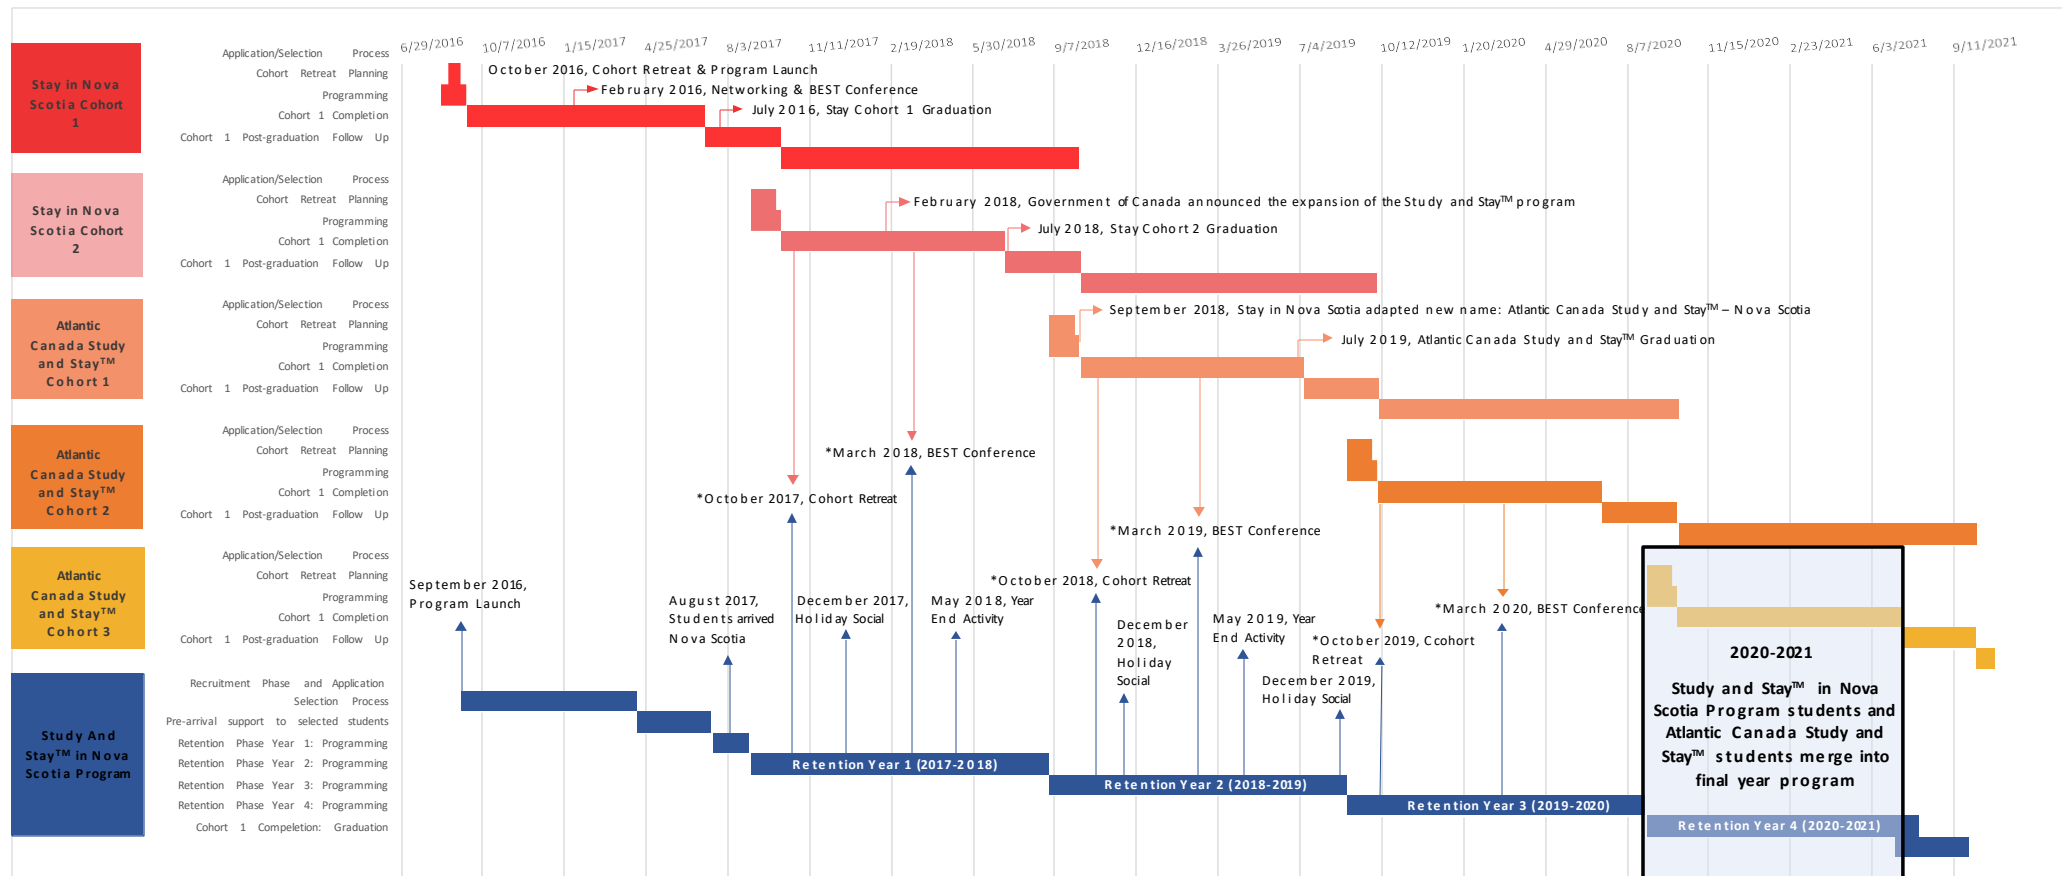 6/29/2016 10/7/2016 1/15/2017 4/25/2017 8/3/2017 11/11/2017 2/19/2018 5/30/2018 9/7/2018 12/16/2018 3/26/2019 7/4/2019 10/12/2019 1/20/2020 4/29/2020 8/7/2020 11/15/2020 2/23/2021 6/3/2021 9/11/2021
Stay in Nova
Scotia Cohort
1
Application/Selection Process
Cohort Retreat Planning
Programming
Cohort 1 Completion
Cohort 1 Post-graduation Follow Up
October 2016, Cohort Retreat & Program Launch
February 2016, Networking & BEST Conference
July 2016, Stay Cohort 1 Graduation
Stay in Nova
Scotia Cohort
2
Application/Selection Process
Cohort Retreat Planning
Programming
Cohort 1 Completion
Cohort 1 Post-graduation Follow Up
February 2018, Government of Canada announced the expansion of the Study and Stay™ program
July 2018, Stay Cohort 2 Graduation
Atlantic
Canada Study
and Stay™
Cohort 1
Application/Selection Process
Cohort Retreat Planning
Programming
Cohort 1 Completion
Cohort 1 Post-graduation Follow Up
September 2018, Stay in Nova Scotia adapted new name: Atlantic Canada Study and Stay™ – Nova Scotia
July 2019, Atlantic Canada Study and Stay™ Graduation
Atlantic
Canada Study
and Stay™
Cohort 2
Application/Selection Process
Cohort Retreat Planning
Programming
Cohort 1 Completion
Cohort 1 Post-graduation Follow Up
*March 2018, BEST Conference
*October 2017, Cohort Retreat
*March 2019, BEST Conference
Atlantic
Canada Study
and Stay™
Cohort 3
Application/Selection Process
Cohort Retreat Planning
Programming
Cohort 1 Completion
Cohort 1 Post-graduation Follow Up
September 2016,
Program Launch
August 2017,
Students arrived
Nova Scotia
December 2017,
Holiday Social
May 2018, Year
End Activity
*October 2018, Cohort Retreat
December
2018,
Holiday
Social
May 2019, Year
End Activity
*October 2019, Ccohort
Retreat
December 2019,
Holiday Social
*March 2020, BEST Conference
2020-2021
Study and Stay™ in Nova
Scotia Program students and
Atlantic Canada Study and
Stay™ students merge into
final year program
Study And
Stay™ in Nova
Scotia Program
Recruitment Phase and Application
Selection Process
Pre-arrival support to selected students
Retention Phase Year 1: Programming
Retention Phase Year 2: Programming
Retention Phase Year 3: Programming
Retention Phase Year 4: Programming
Cohort 1 Compeletion: Graduation
Retention Year 1 (2017-2018)
Retention Year 2 (2018-2019)
Retention Year 3 (2019-2020)
Retention Year 4 (2020-2021)